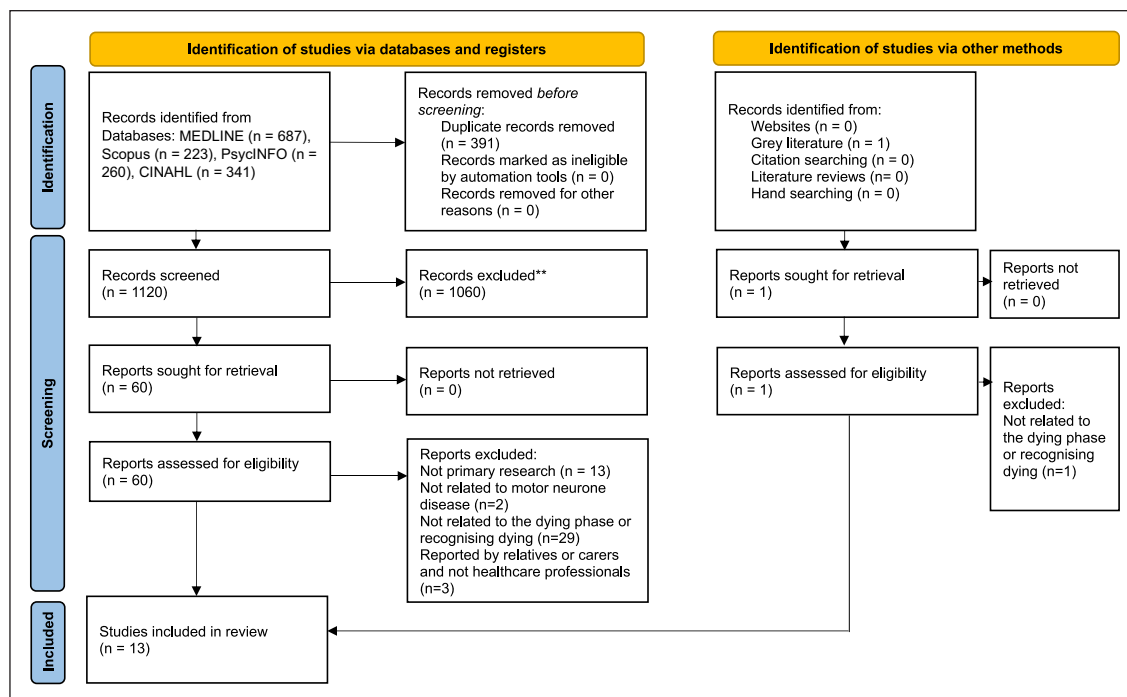 Identification of studies via databases and registers
Identification of studies via other methods
Identification
Records identified from
Databases: MEDLINE (n = 687),
Scopus (n = 223), PsycINFO (n =
260), CINAHL (n = 341)
Records removed before
screening:
Duplicate records removed
(n = 391)
Records marked as ineligible
by automation tools (n = 0)
Records removed for other
reasons (n = 0)
Records identified from:
Websites (n = 0)
Grey literature (n = 1)
Citation searching (n = 0)
Literature reviews (n= 0)
Hand searching (n = 0)
Screening
Records screened
(n = 1120)
Records excluded**
(n = 1060)
Reports sought for retrieval
(n = 1)
Reports not
retrieved
(n = 0)
Reports sought for retrieval
(n = 60)
Reports not retrieved
(n = 0)
Reports assessed for eligibility
(n = 1)
Reports
excluded:
Not related to
the dying phase
or recognising
dying (n=1)
Reports assessed for eligibility
(n = 60)
Reports excluded:
Not primary research (n = 13)
Not related to motor neurone
disease (n=2)
Not related to the dying phase or
recognising dying (n=29)
Reported by relatives or carers
and not healthcare professionals
(n=3)
Included
Studies included in review
(n = 13)